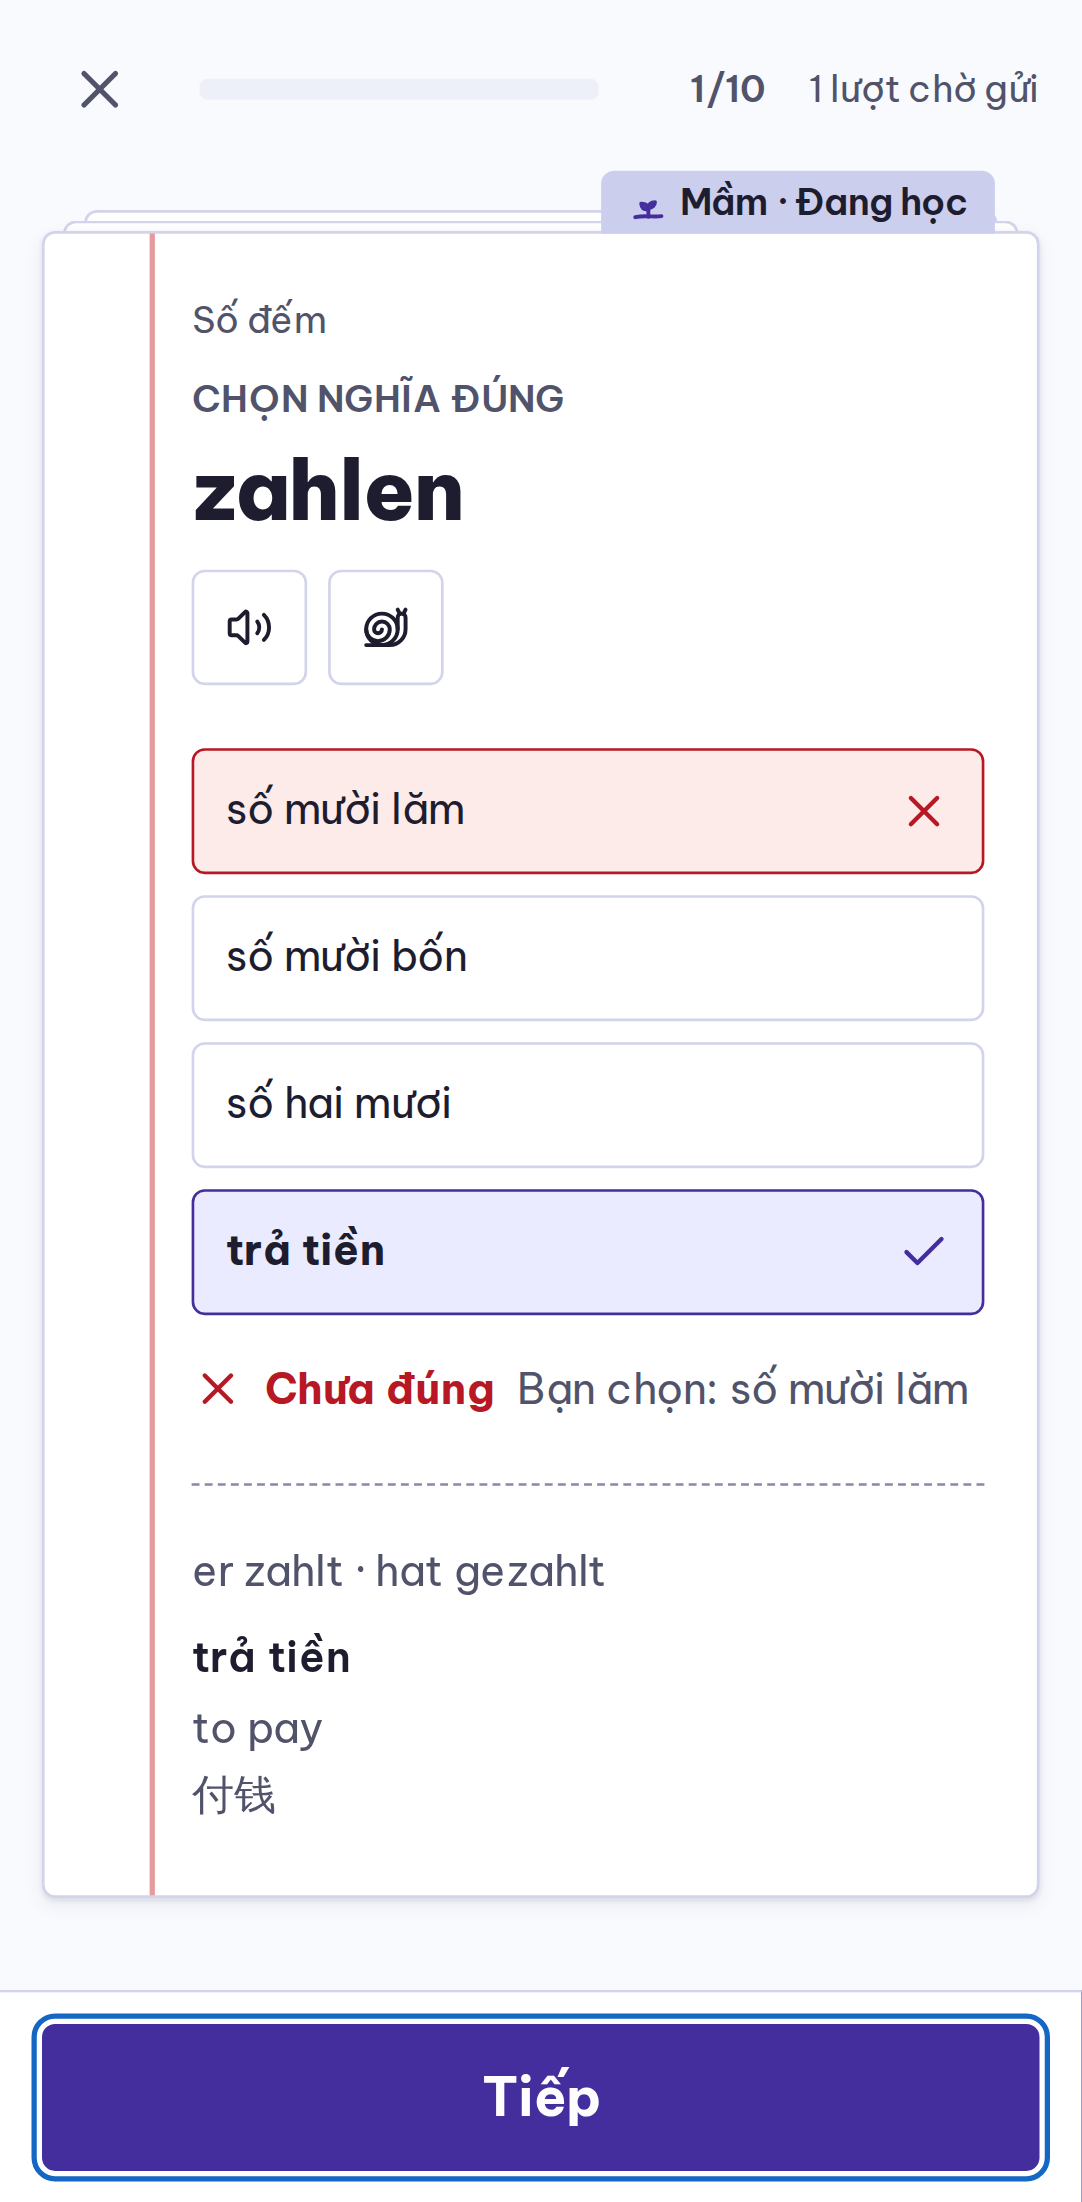 1/10 1 lượt chờ gửi
Mầm · Đang học
Số đếm
CHỌN NGHĨA ĐÚNG
zahlen
số mười lăm
số mười bốn
số hai mươi
trả tiền
Chưa đúng Bạn chọn: số mười lăm
er zahlt · hat gezahlt
trả tiền
to pay
付钱
Tiếp